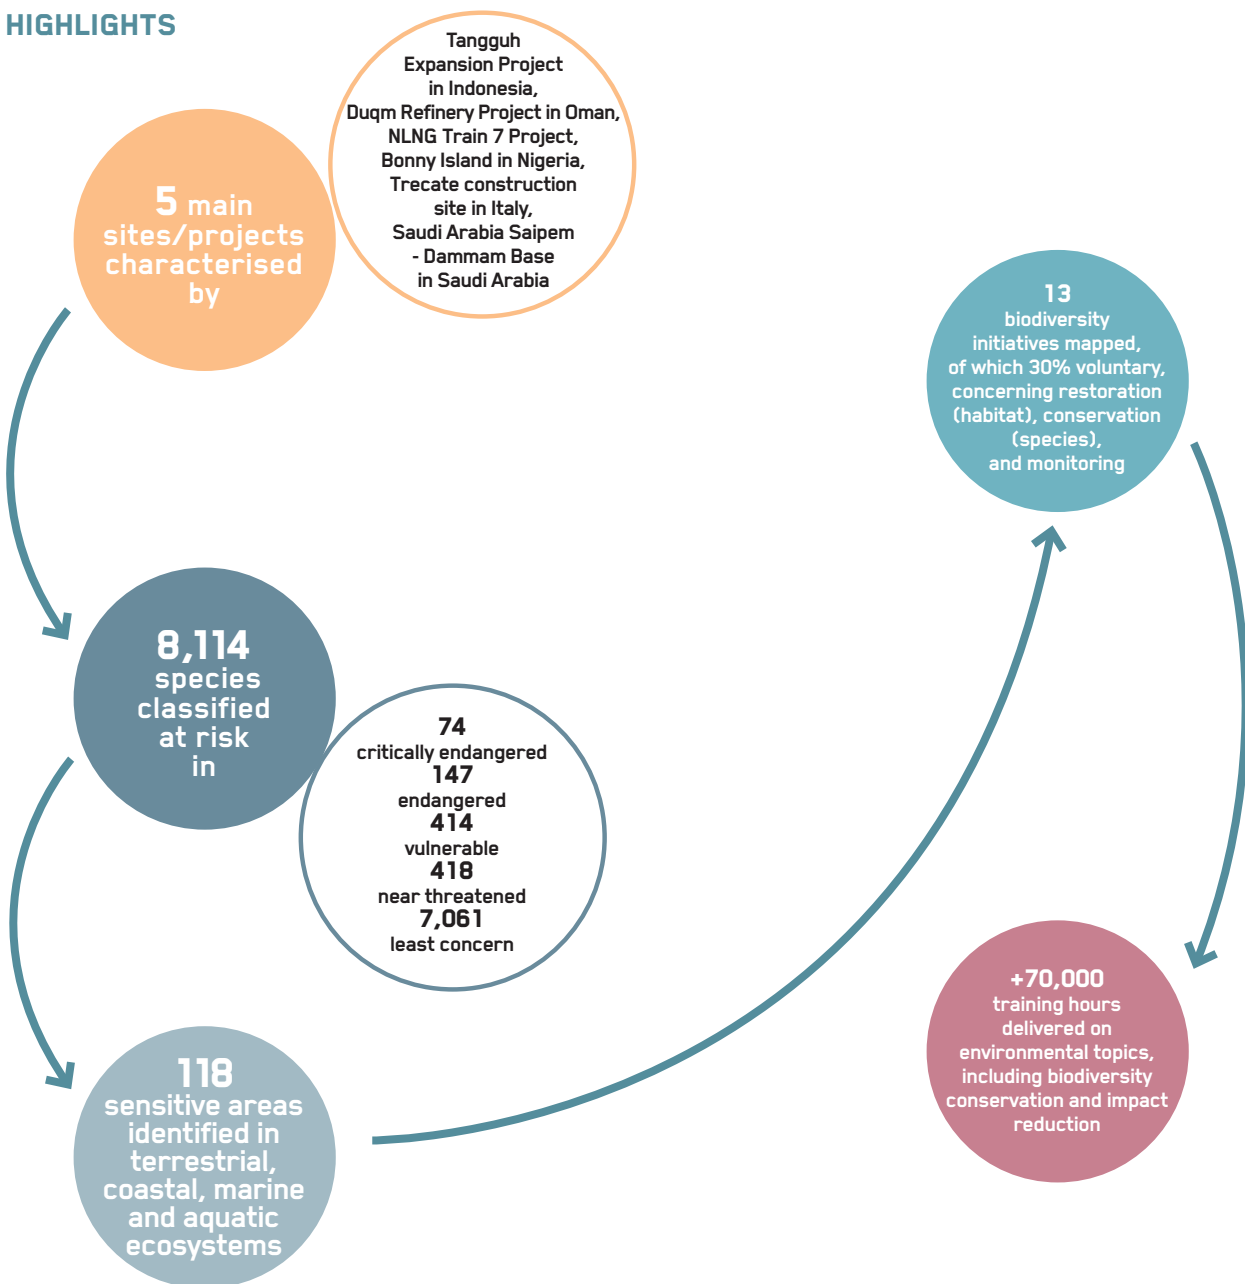 HIGHLIGHTS
5 main
sites/projects
characterised
by
Tangguh
Expansion Project
in Indonesia,
Duqm Refinery Project in Oman,
NLNG Train 7 Project,
Bonny Island in Nigeria,
Trecate construction
site in Italy,
Saudi Arabia Saipem
- Dammam Base
in Saudi Arabia
8,114
species
classified
at risk
in
74
critically endangered
147
endangered
414
vulnerable
418
near threatened
7,061
least concern
118
sensitive areas
identified in
terrestrial,
coastal, marine
and aquatic
ecosystems
13
biodiversity
initiatives mapped,
of which 30% voluntary,
concerning restoration
(habitat), conservation
(species),
and monitoring
+70,000
training hours
delivered on
environmental topics,
including biodiversity
conservation and impact
reduction